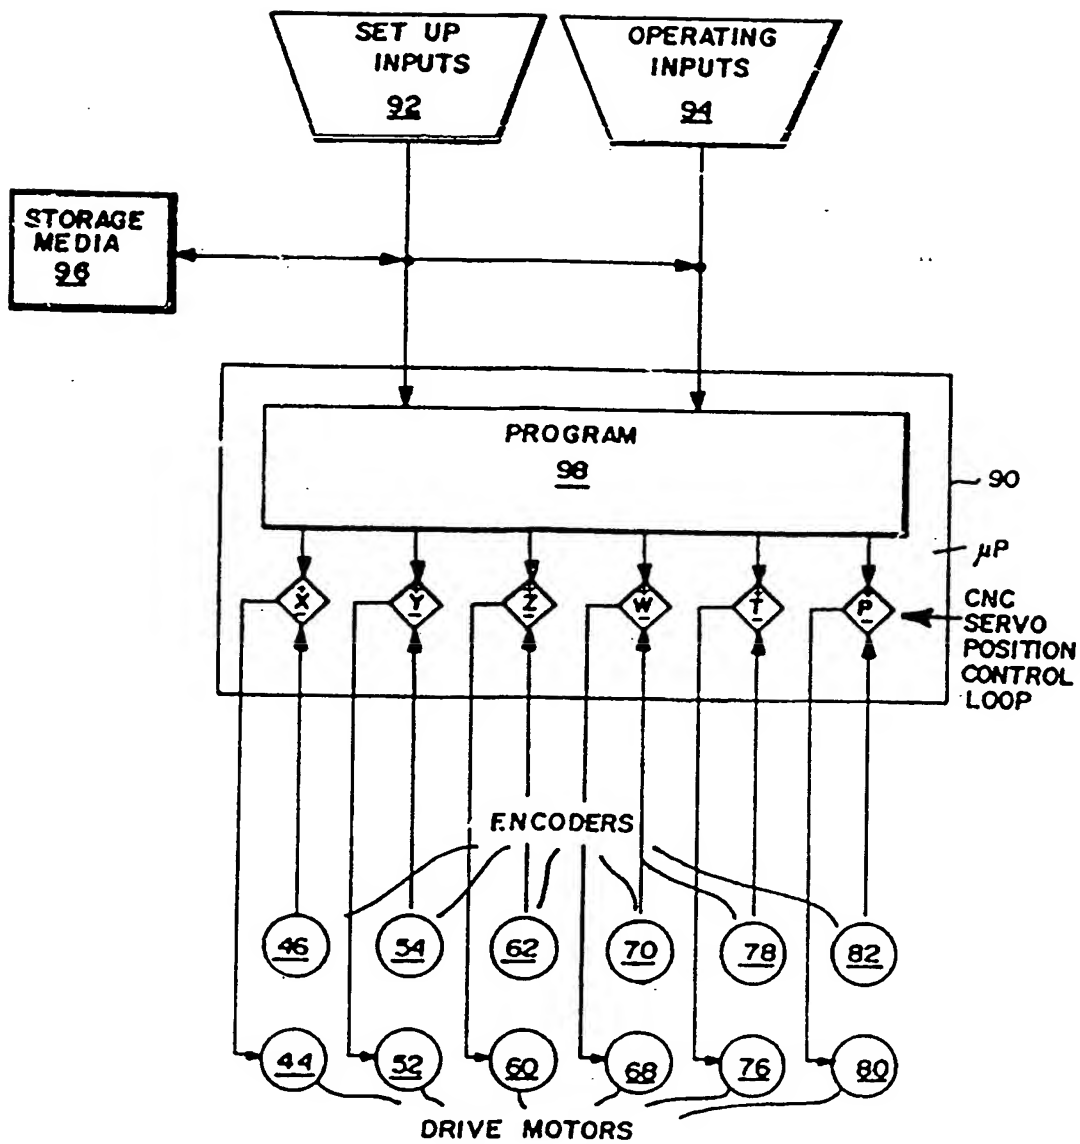 SET UP
INPUTS
92
OPERATING
INPUTS
94
STORAGE
MEDIA
96
PROGRAM
98
90
μP
+
X
-
+
Y
-
+
Z
-
+
W
-
+
T
-
+
P
-
CNC
SERVO
POSITION
CONTROL
LOOP
ENCODERS
46
54
62
70
78
82
44
52
60
68
76
80
DRIVE MOTORS